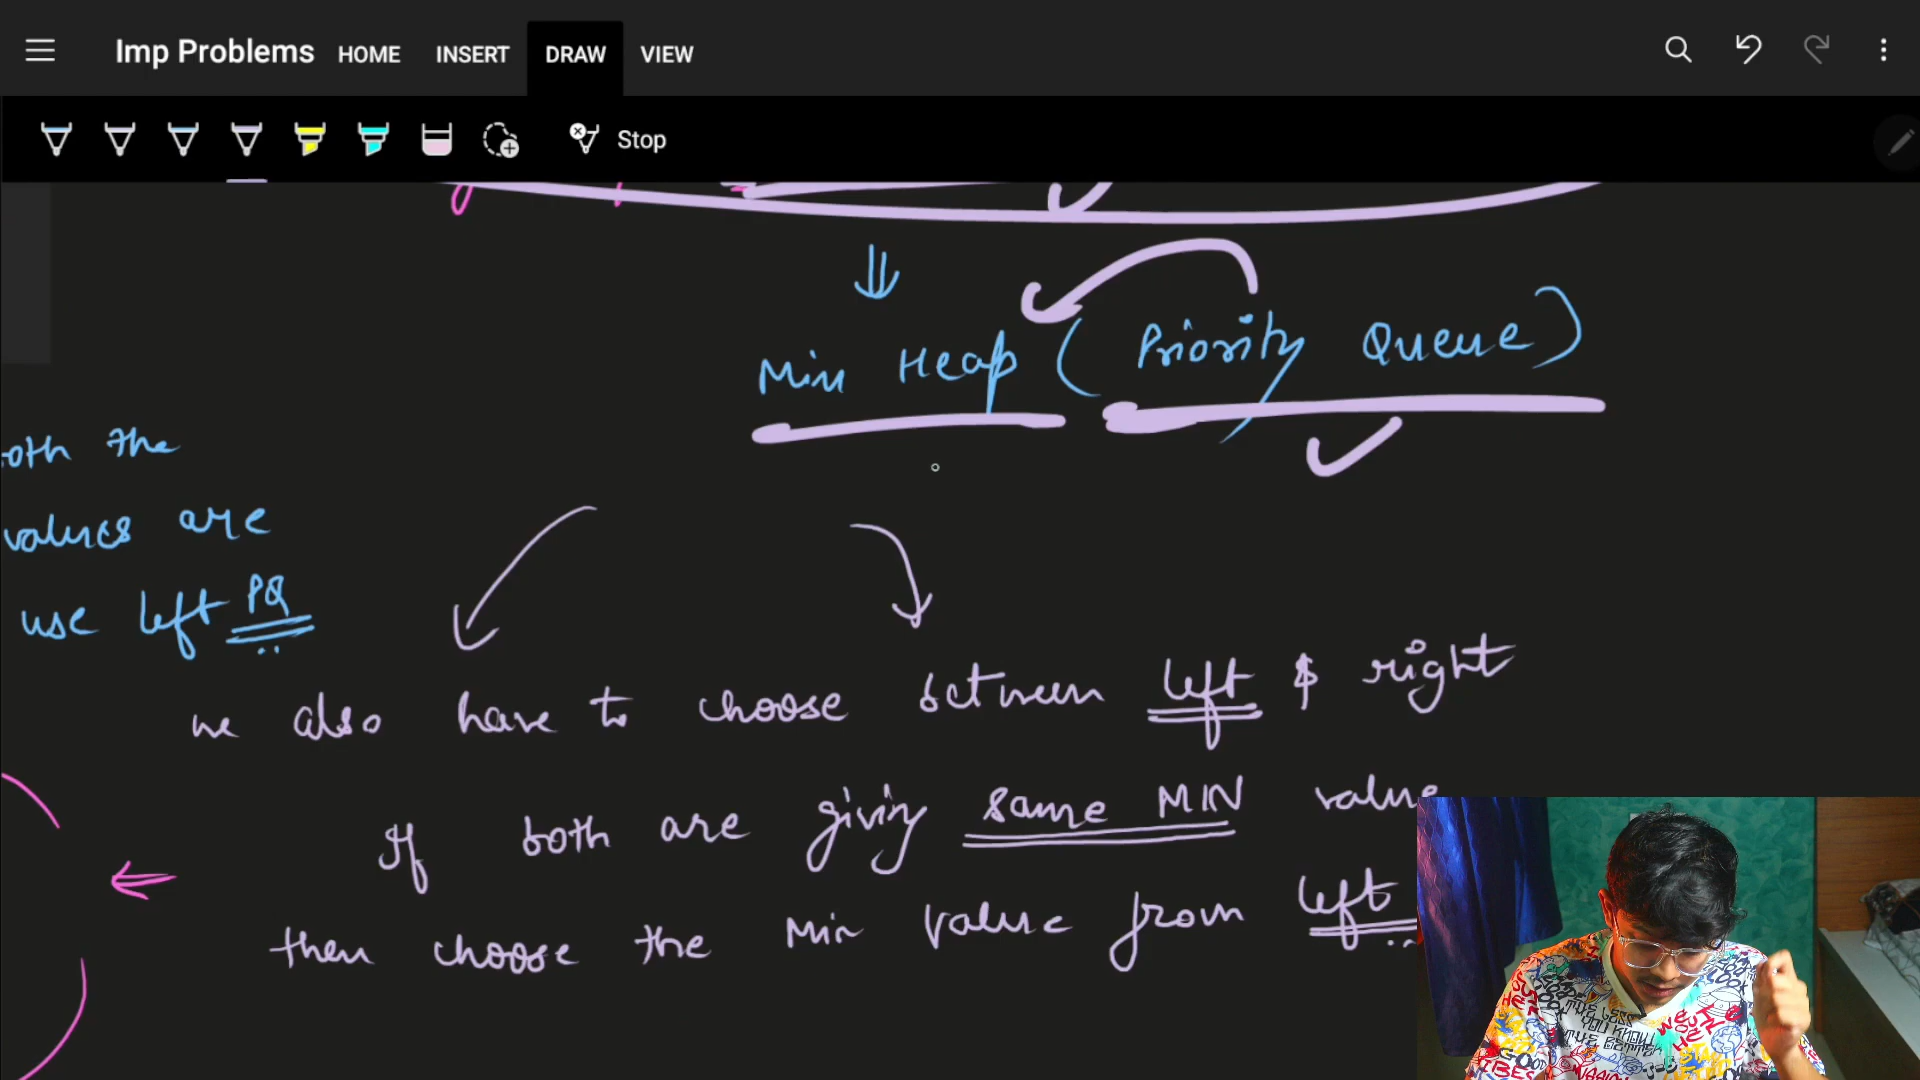 Imp Problems HOME INSERT DRAW VIEW
Stop
Min Heap (Priority Queue)
oth the
values are
use left PQ
we also have to choose between left & right
If both are giving same MIN value
then choose the Min value from left